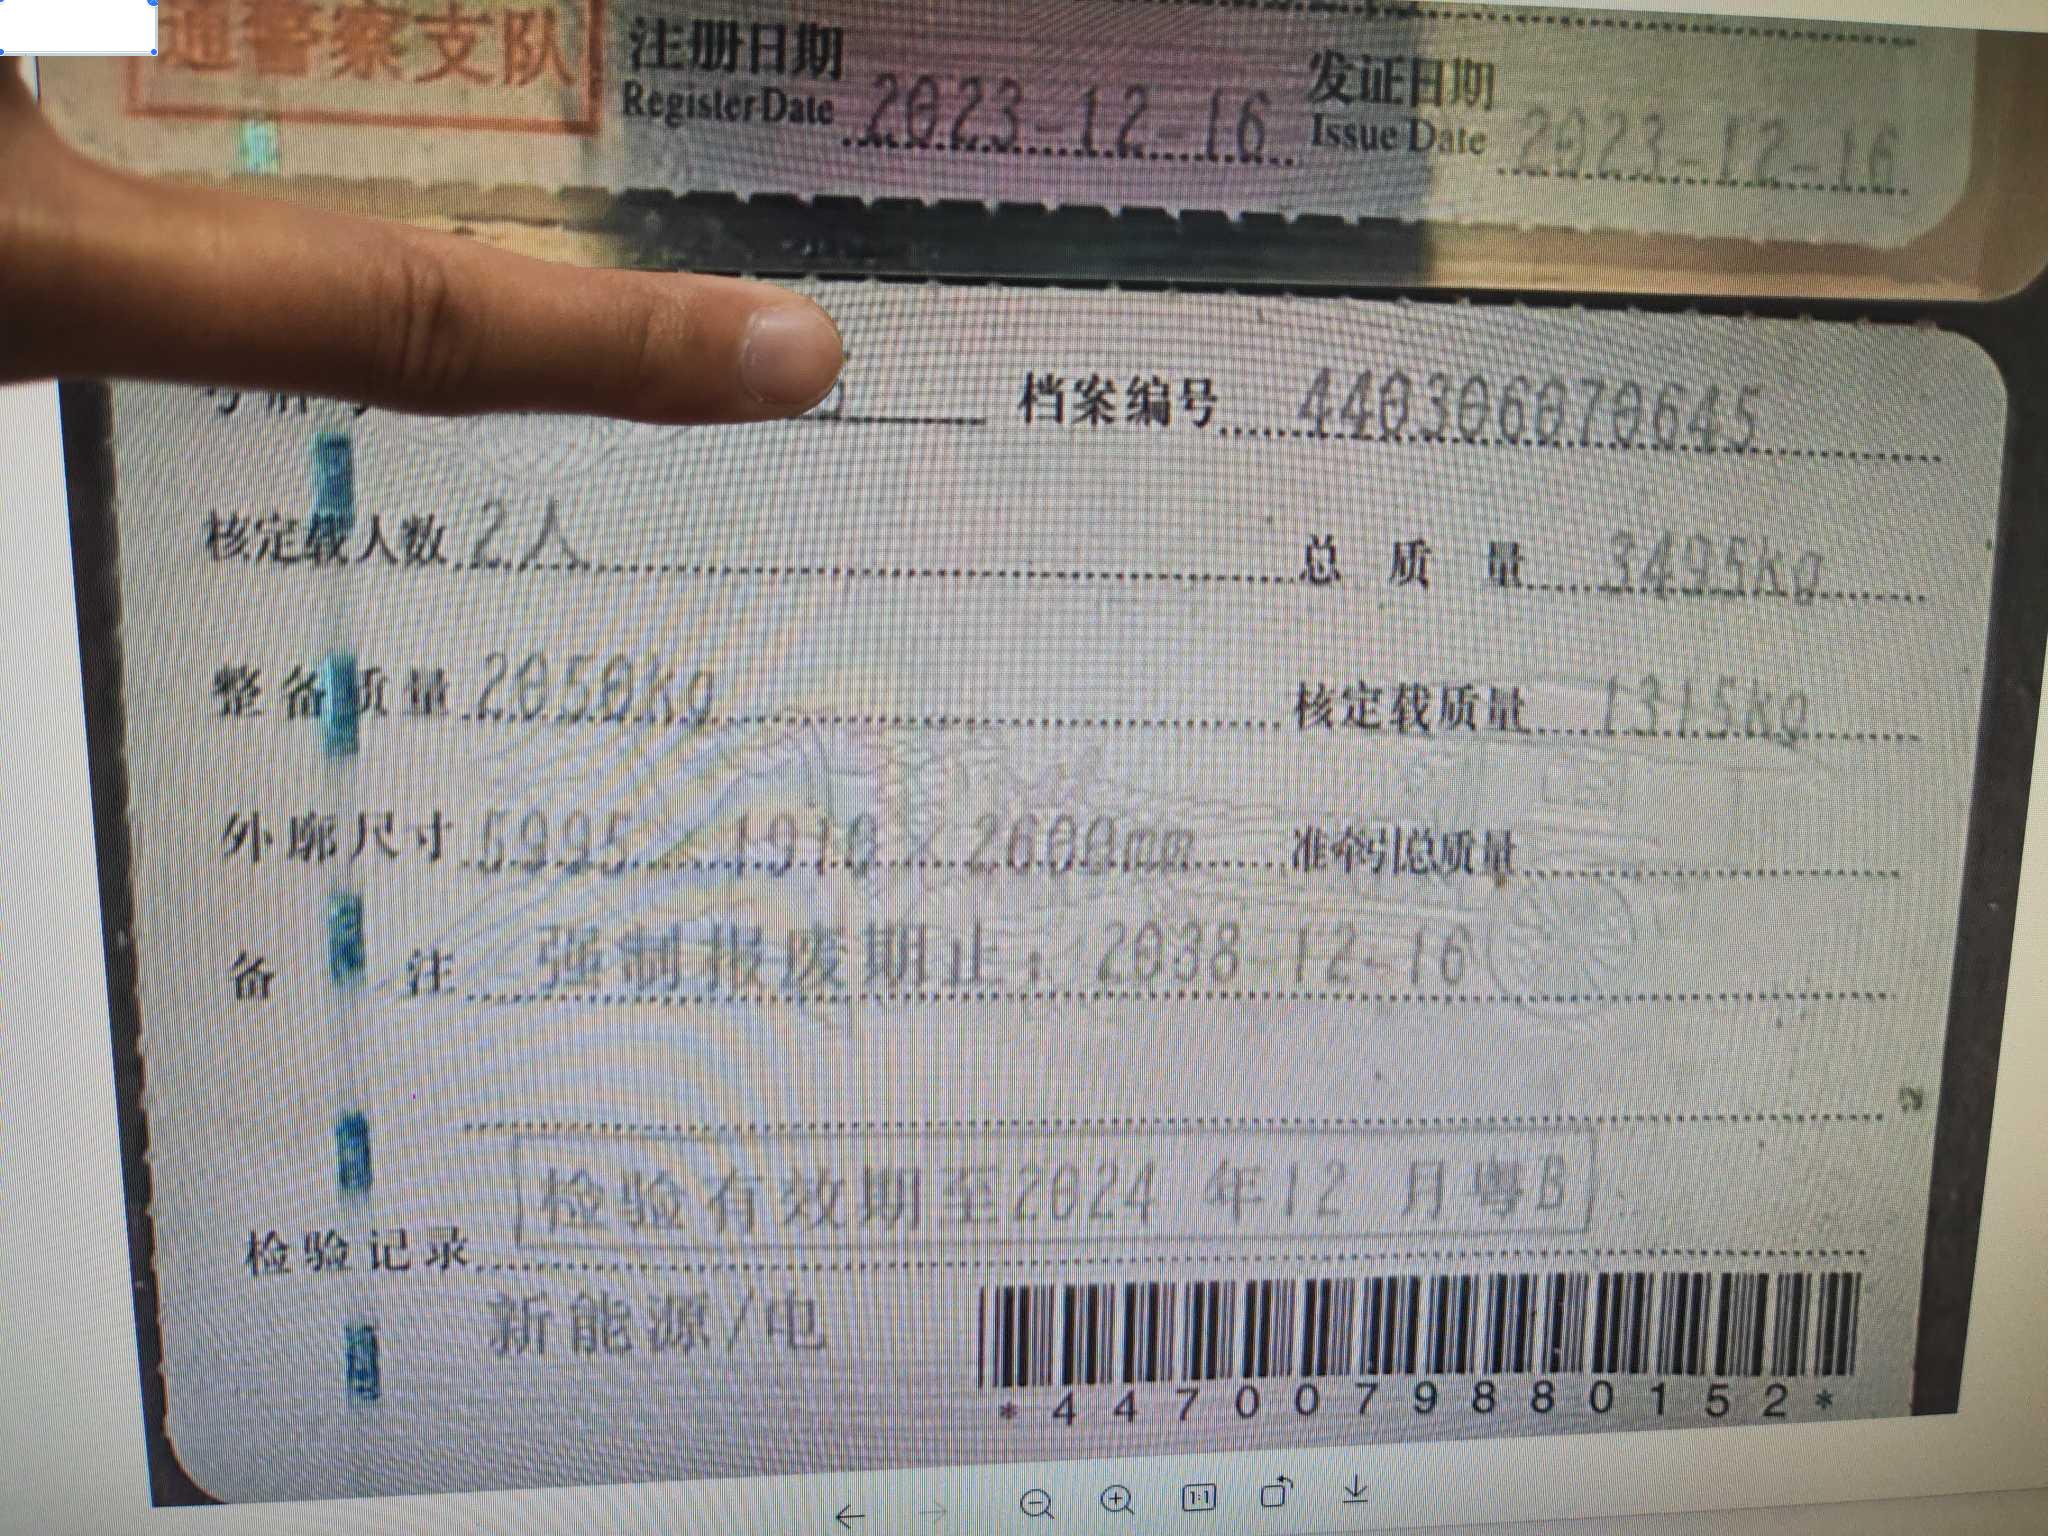 通警察支队
注册日期 2023-12-16 发证日期 2023-12-16
Register Date Issue Date
档案编号 440306070645
核定载人数 2人 总质量 3495kg
整备质量 2050kg 核定载质量 1315kg
外廓尺寸 5995×1910×2600mm 准牵引总质量
备注 强制报废期止：2038-12-16
检验有效期至2024年12月粤B
检验记录
新能源/电
*4470079880152*
1:1